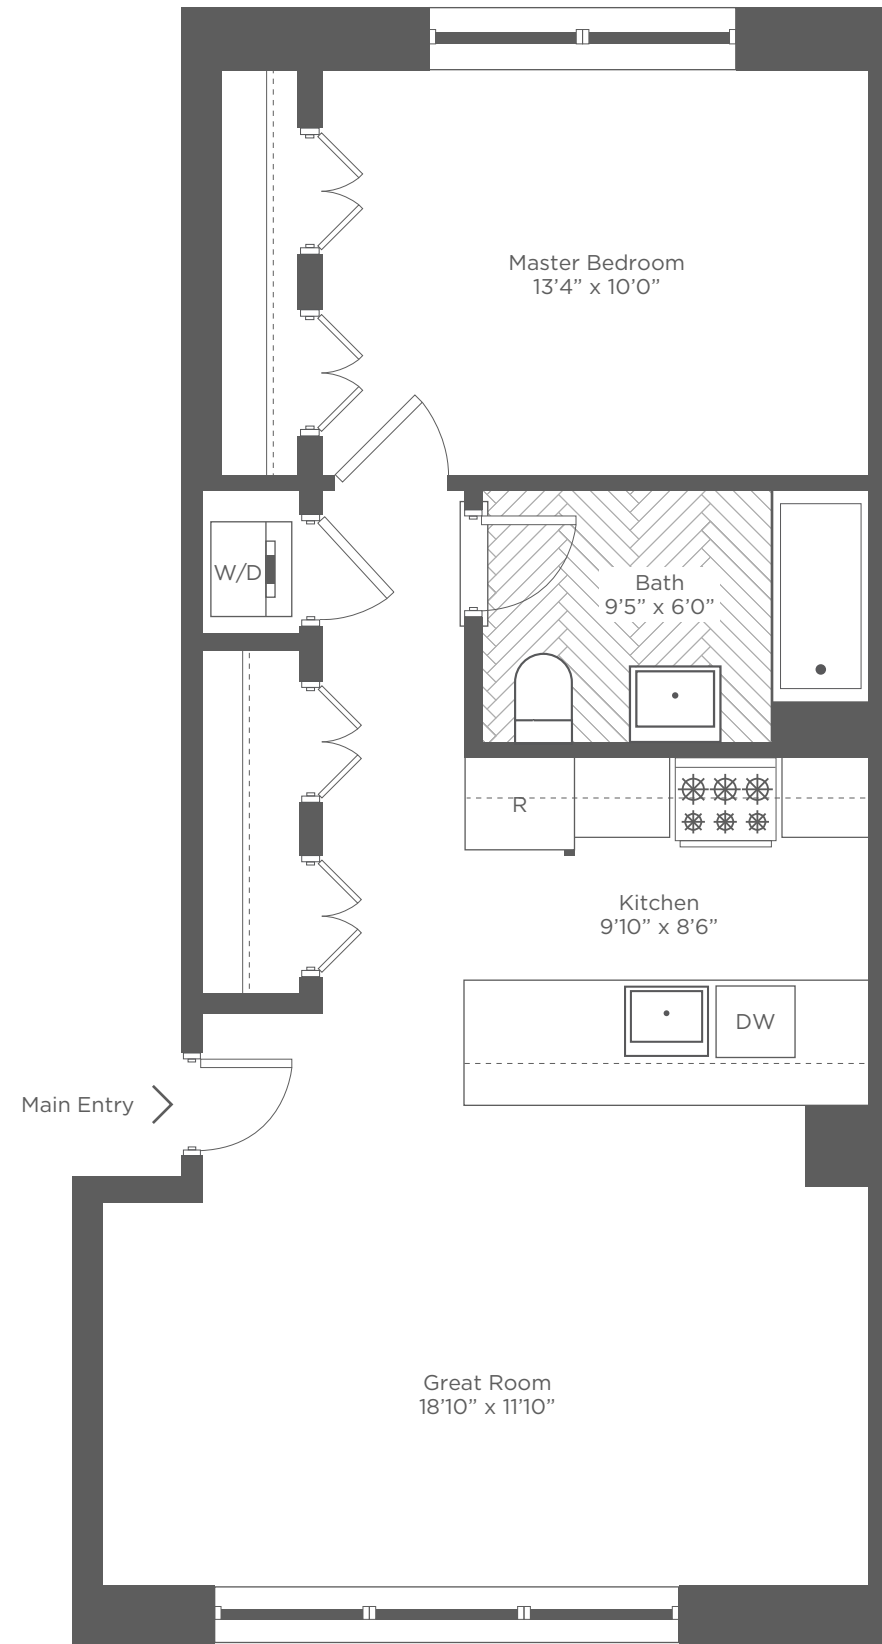 Master Bedroom
13’4” x 10’0”
W/D
Bath
9’5” x 6’0”
R
Kitchen
9’10” x 8’6”
DW
Main Entry
Great Room
18’10” x 11’10”